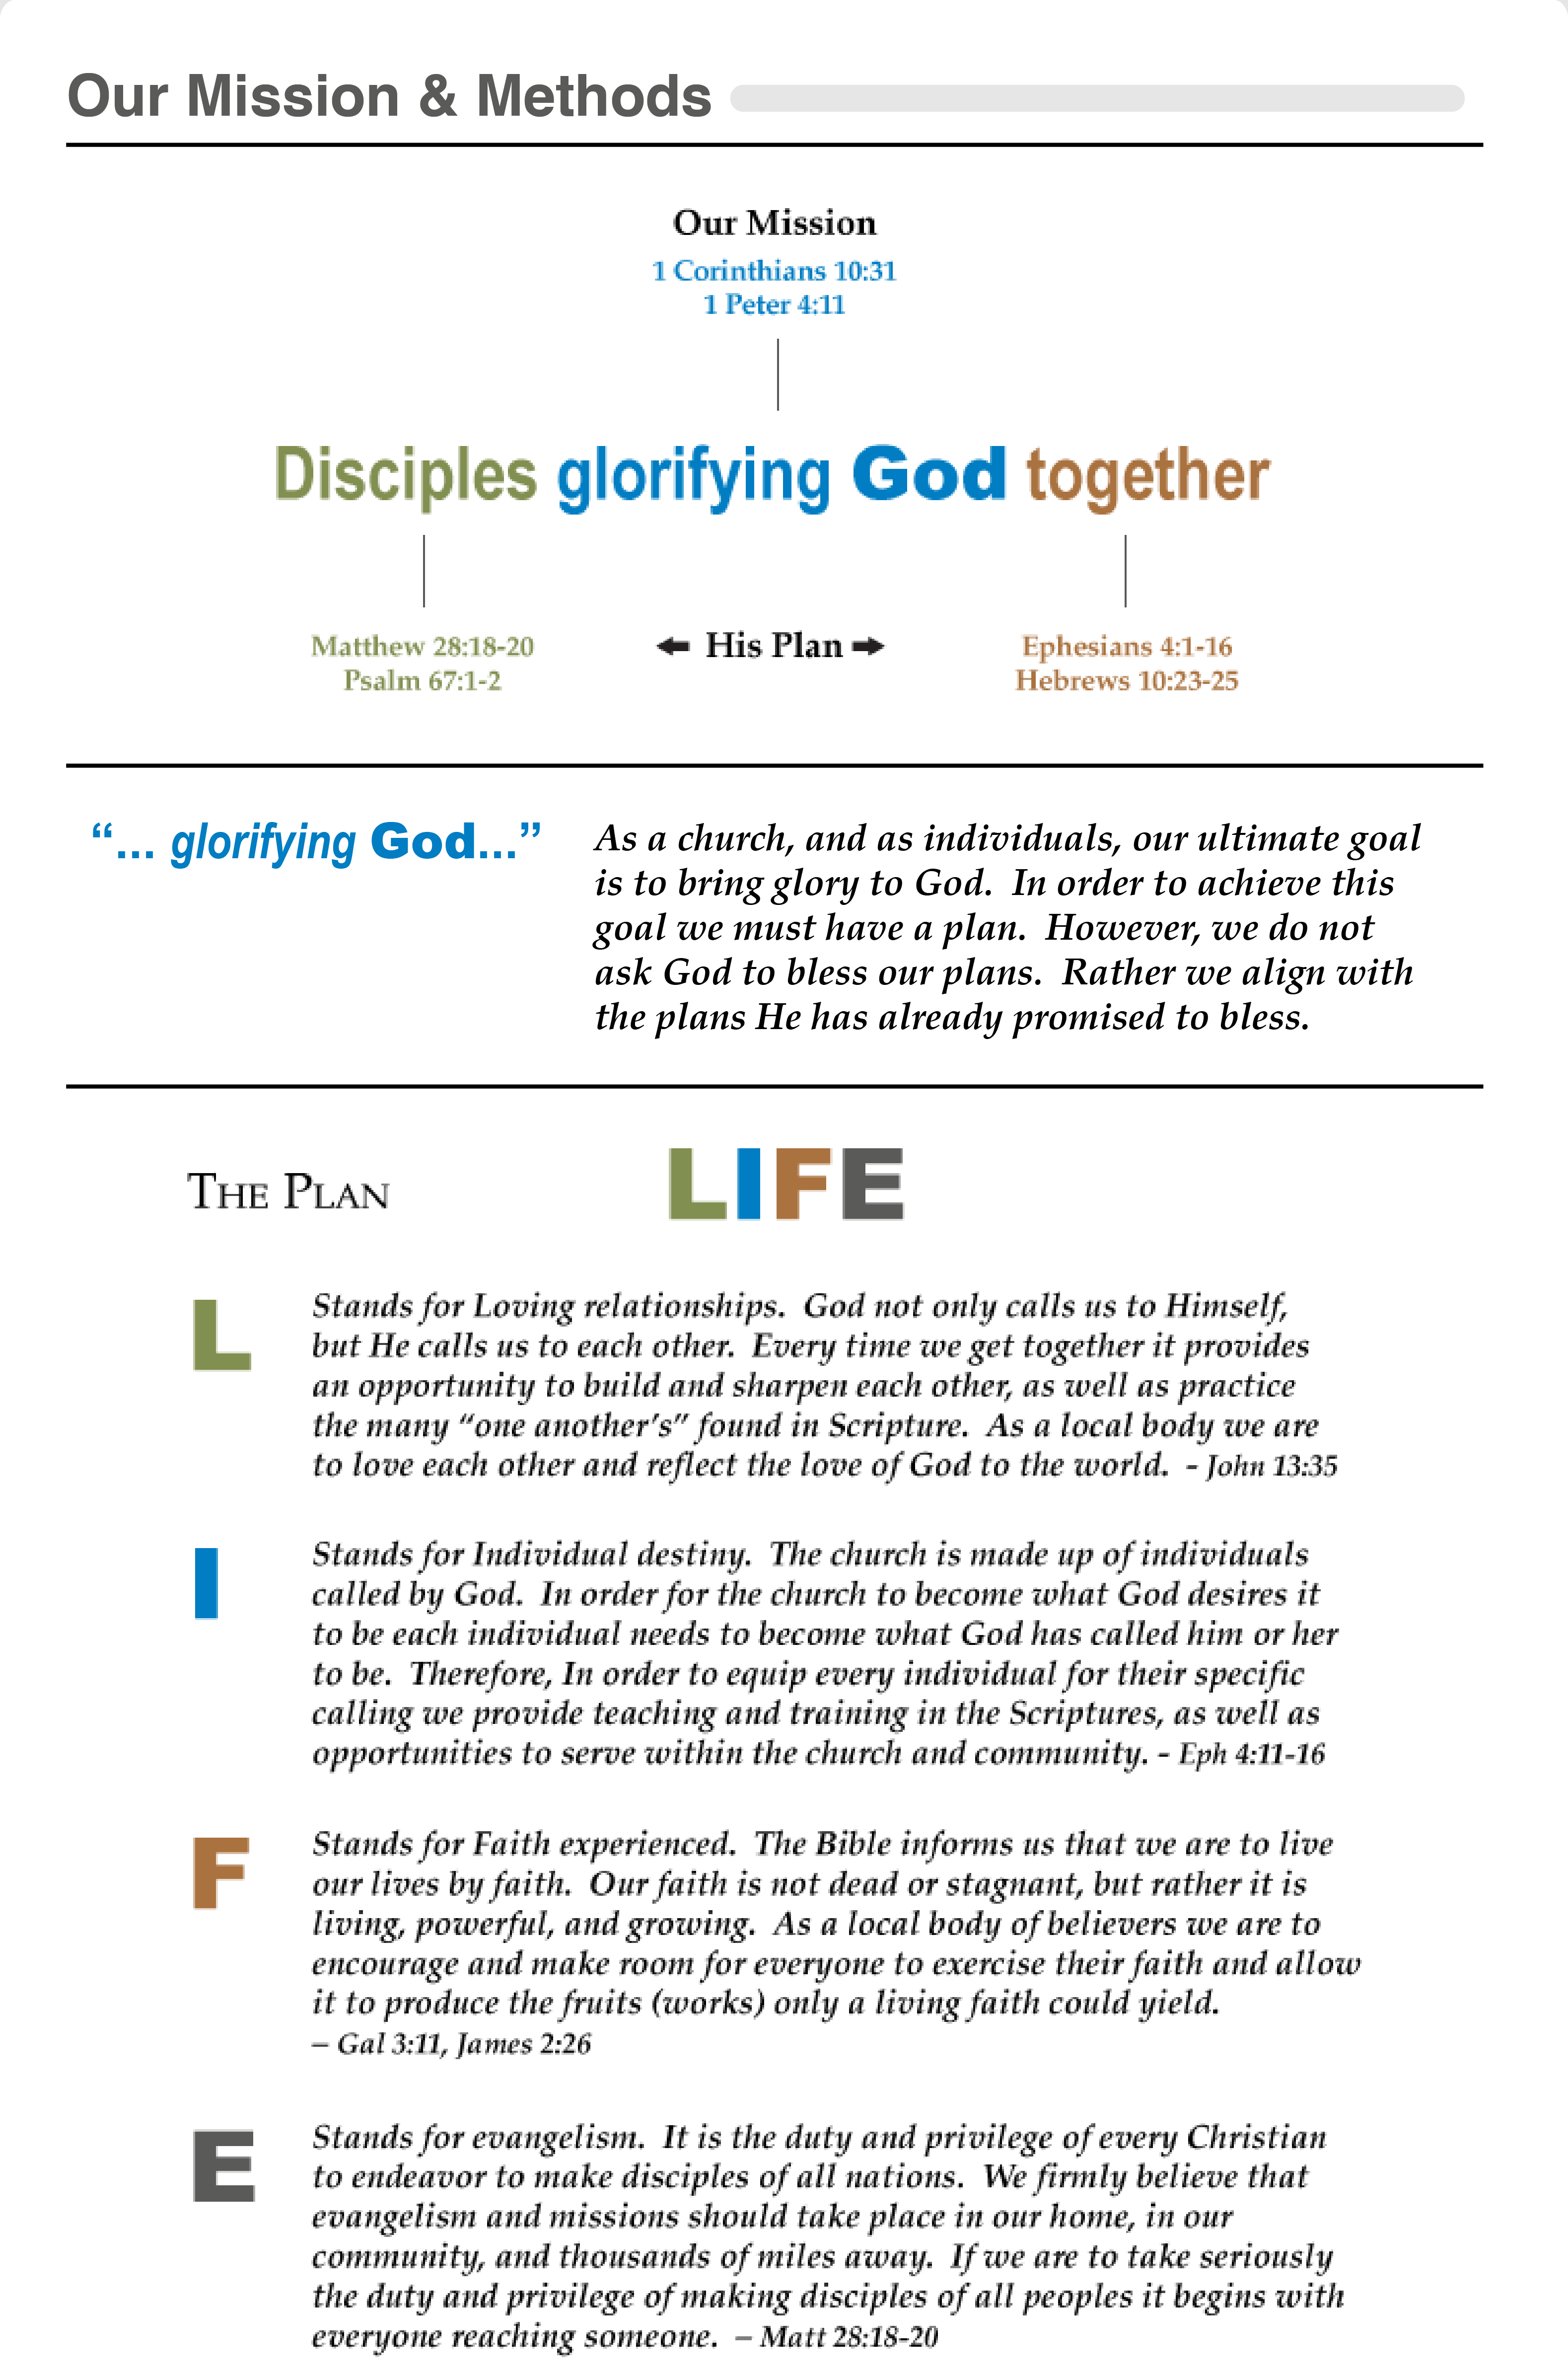 Our Mission & Methods
Our Mission
1 Corinthians 10:31
1 Peter 4:11
Disciples glorifying God together
Matthew 28:18-20
Psalm 67:1-2
His Plan
Ephesians 4:1-16
Hebrews 10:23-25
“... glorifying God...”
As a church, and as individuals, our ultimate goal
is to bring glory to God.  In order to achieve this
goal we must have a plan.  However, we do not
ask God to bless our plans.  Rather we align with
the plans He has already promised to bless.
THE PLAN
LIFE
L
Stands for Loving relationships.  God not only calls us to Himself,
but He calls us to each other.  Every time we get together it provides
an opportunity to build and sharpen each other, as well as practice
the many “one another’s” found in Scripture.  As a local body we are
to love each other and reflect the love of God to the world.  - John 13:35
I
Stands for Individual destiny.  The church is made up of individuals
called by God.  In order for the church to become what God desires it
to be each individual needs to become what God has called him or her
to be.  Therefore, In order to equip every individual for their specific
calling we provide teaching and training in the Scriptures, as well as
opportunities to serve within the church and community. - Eph 4:11-16
F
Stands for Faith experienced.  The Bible informs us that we are to live
our lives by faith.  Our faith is not dead or stagnant, but rather it is
living, powerful, and growing.  As a local body of believers we are to
encourage and make room for everyone to exercise their faith and allow
it to produce the fruits (works) only a living faith could yield.
– Gal 3:11, James 2:26
E
Stands for evangelism.  It is the duty and privilege of every Christian
to endeavor to make disciples of all nations.  We firmly believe that
evangelism and missions should take place in our home, in our
community, and thousands of miles away.  If we are to take seriously
the duty and privilege of making disciples of all peoples it begins with
everyone reaching someone.  – Matt 28:18-20